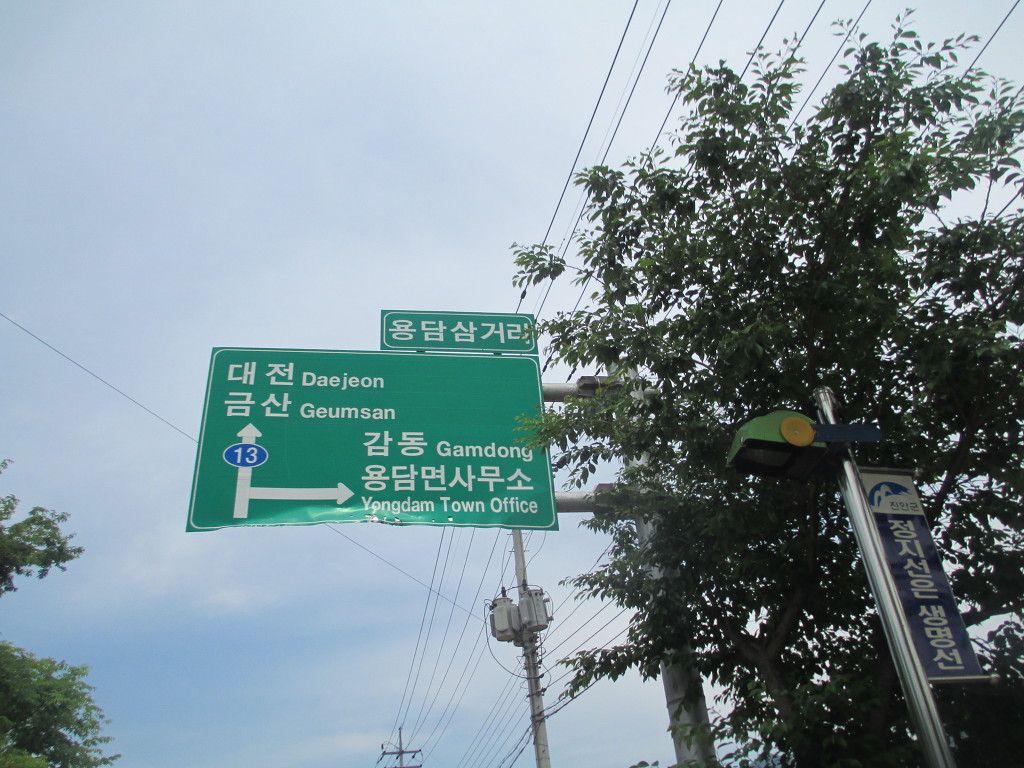 용담삼거리
대전 Daejeon
금산 Geumsan
13
감동 Gamdong
용담면사무소
Yongdam Town Office
진안군
정지선은 생명선